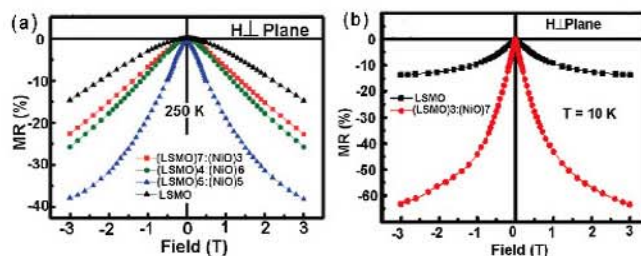 (a)
H⊥ Plane
0
-10
-20
-30
-40
MR (%)
250 K
(LSMO)7:(NiO)3
(LSMO)4:(NiO)6
(LSMO)5:(NiO)5
LSMO
-3 -2 -1 0 1 2 3
Field (T)
(b)
H⊥Plane
0
-10
-20
-30
-40
-50
-60
MR (%)
LSMO
(LSMO)3:(NiO)7
T = 10 K
-3 -2 -1 0 1 2 3
Field (T)